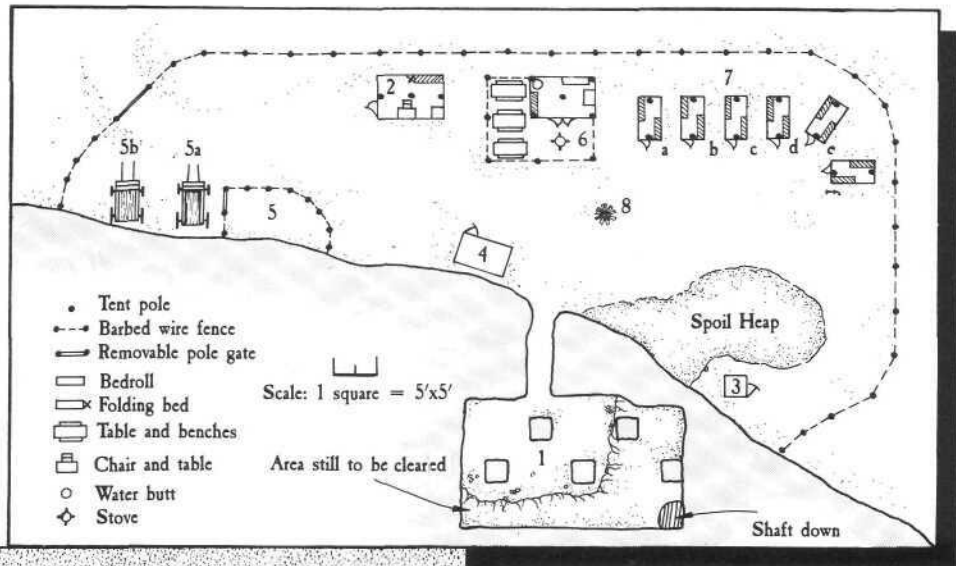 7
2
6
a
b
c
d
e
f
5b
5a
5
8
4
Tent pole
Barbed wire fence
Removable pole gate
Bedroll
Folding bed
Table and benches
Chair and table
Water butt
Stove
Scale: 1 square = 5'x5'
Spoil Heap
3
1
Area still to be cleared
Shaft down